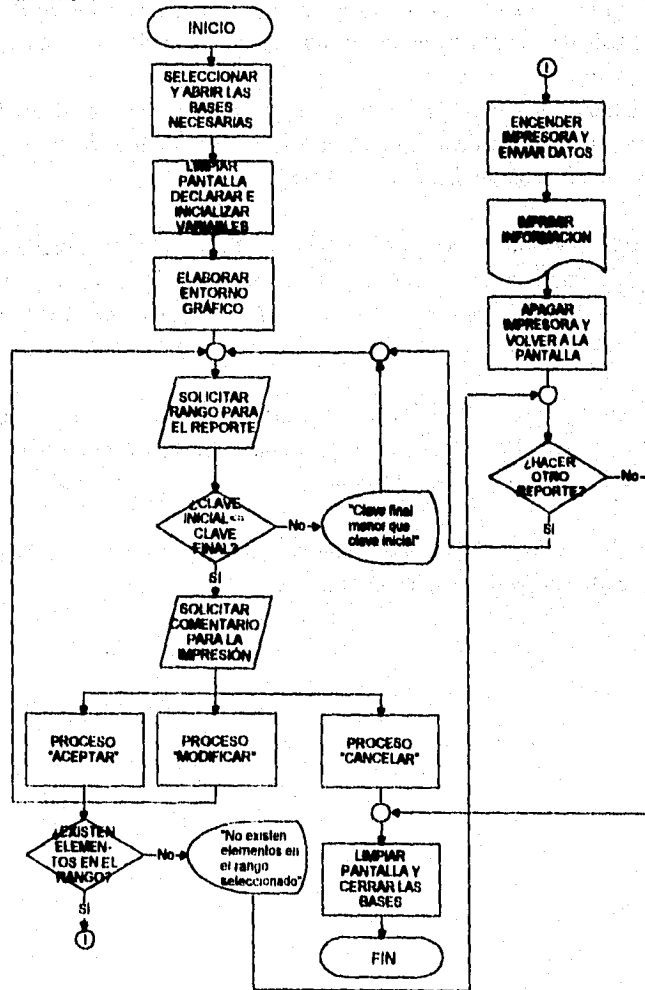 INICIO
SELECCIONAR
Y ABRIR LAS
BASES
NECESARIAS
LIMPIAR
PANTALLA
DECLARAR E
INICIALIZAR
VARIABLES
ELABORAR
ENTORNO
GRÁFICO
SOLICITAR
RANGO PARA
EL REPORTE
¿CLAVE
INICIAL<=
CLAVE
FINAL?
No
"Clave final
menor que
clave inicial"
SI
SOLICITAR
COMENTARIO
PARA LA
IMPRESIÓN
PROCESO
"ACEPTAR"
PROCESO
"MODIFICAR"
PROCESO
"CANCELAR"
¿EXISTEN
ELEMEN-
TOS EN EL
RANGO?
No
"No existen
elementos en
el rango
seleccionado"
SI
I
LIMPIAR
PANTALLA Y
CERRAR LAS
BASES
FIN
I
ENCENDER
IMPRESORA Y
ENVIAR DATOS
IMPRIMIR
INFORMACION
APAGAR
IMPRESORA Y
VOLVER A LA
PANTALLA
¿HACER
OTRO
REPORTE?
No
SI